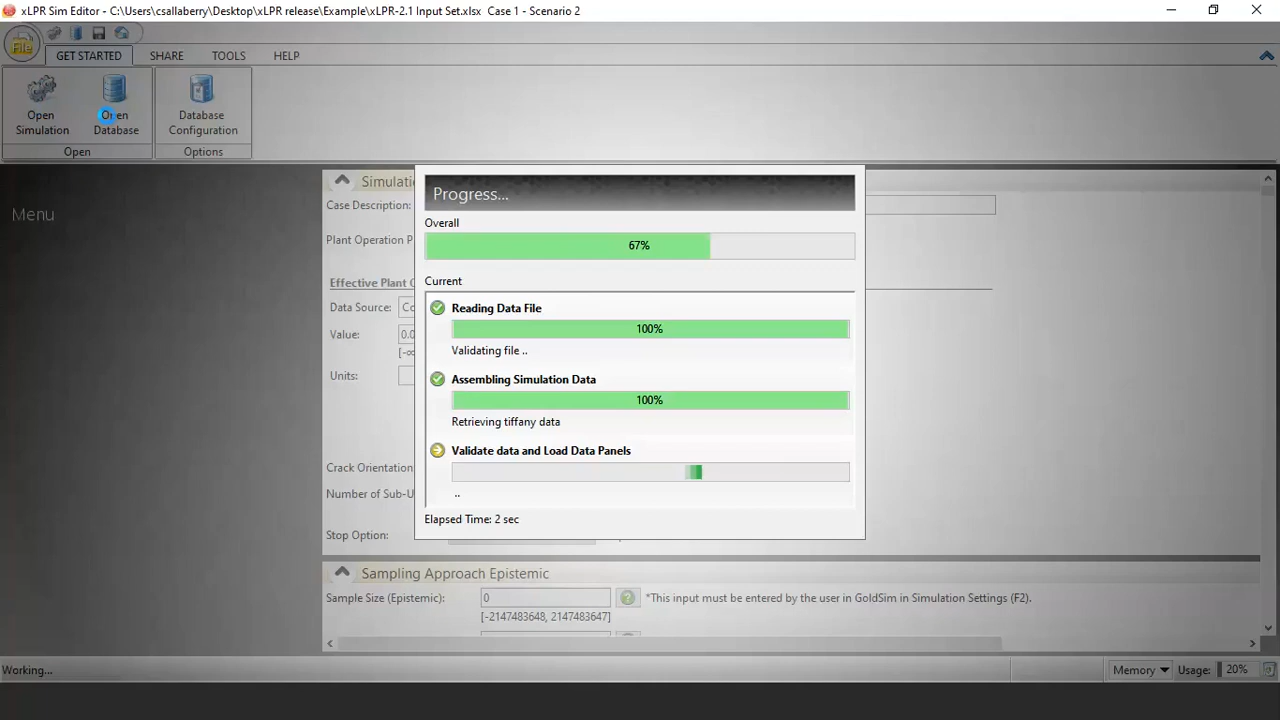 xLPR Sim Editor - C:\Users\csallaberry\Desktop\xLPR release\Example\xLPR-2.1 Input Set.xlsx  Case 1 - Scenario 2
File
GET STARTED SHARE TOOLS HELP
Open Simulation
Open Database
Database Configuration
Open
Options
Menu
Case Description:
Plant Operation P
Effective Plant
Data Source:
Value: 0.0
[-∞
Units:
Crack Orientation
Number of Sub-U
Stop Option:
Progress...
Overall
67%
Current
Reading Data File
100%
Validating file ..
Assembling Simulation Data
100%
Retrieving tiffany data
Validate data and Load Data Panels
..
Elapsed Time: 2 sec
Sampling Approach Epistemic
Sample Size (Epistemic): 0 *This input must be entered by the user in GoldSim in Simulation Settings (F2).
[-2147483648, 2147483647]
Working...
Memory Usage: 20%